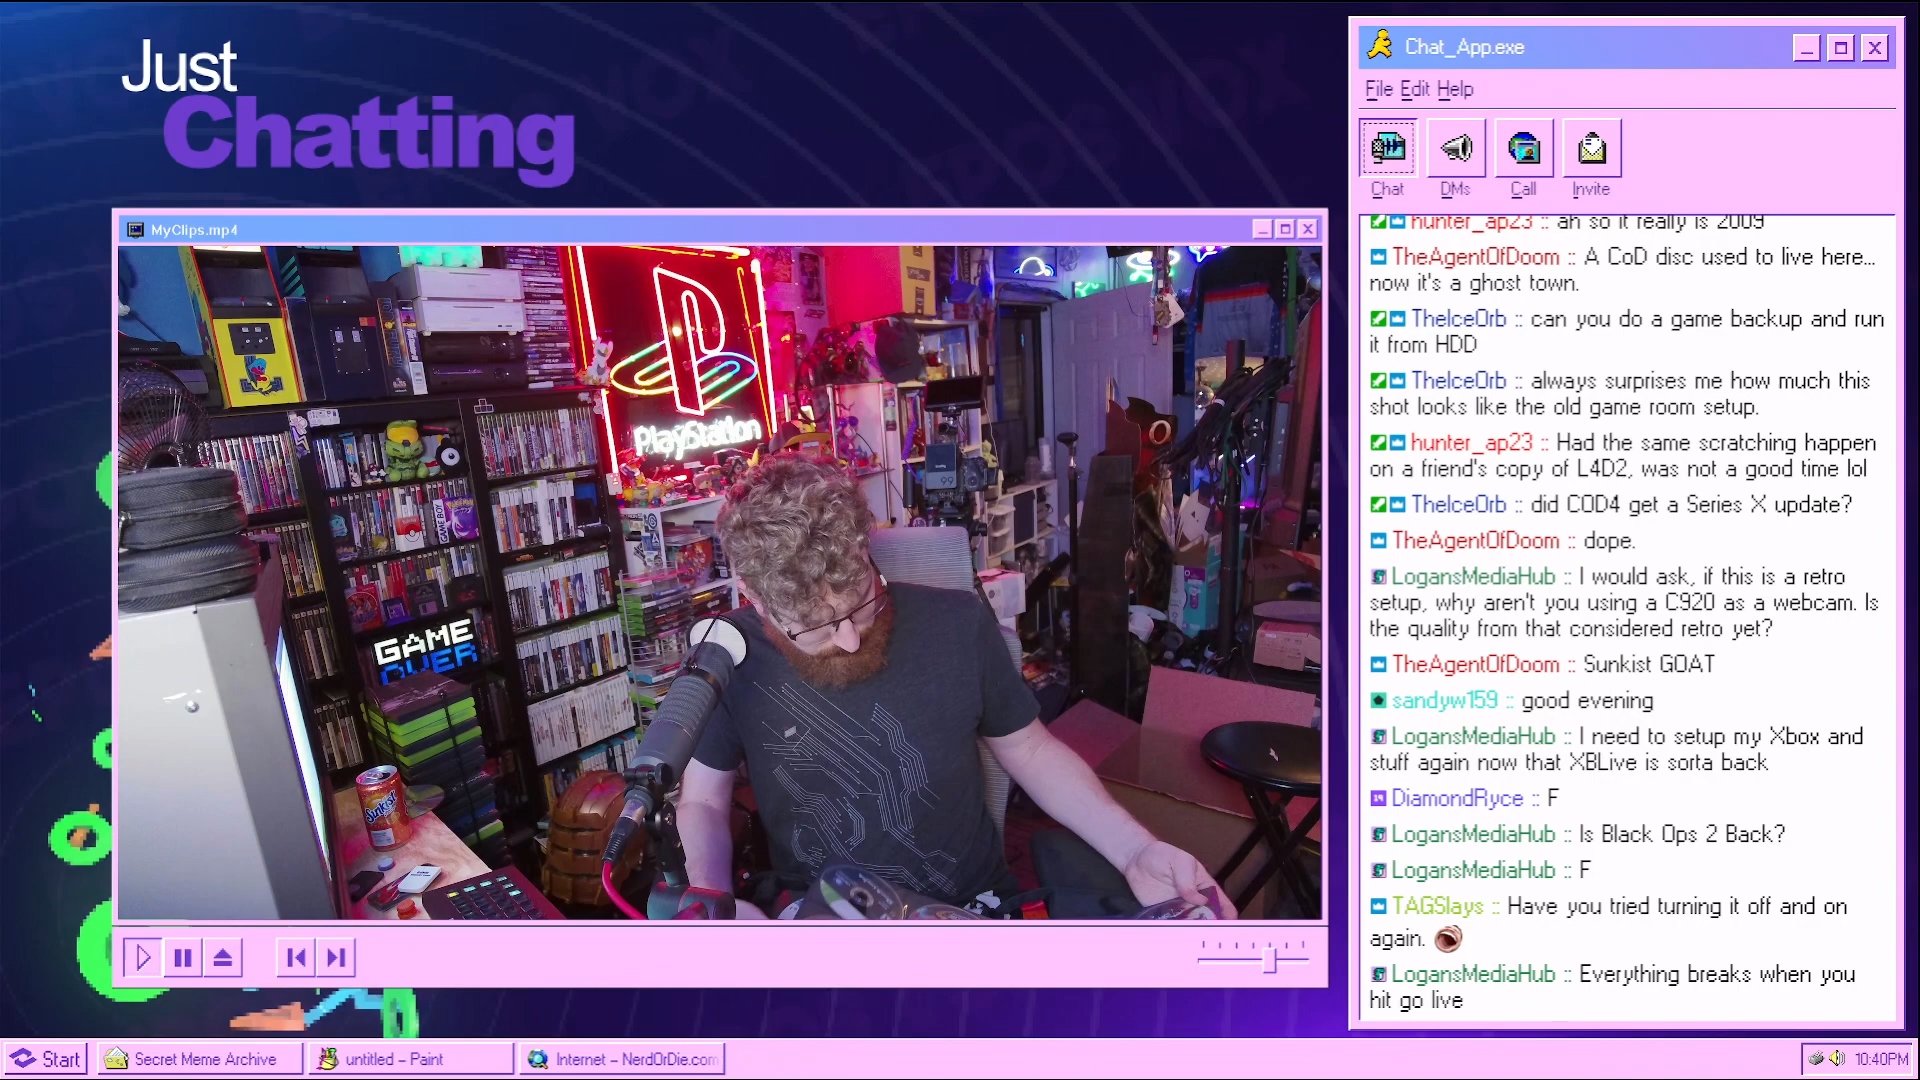 Just
Chatting
MyClips.mp4
PlayStation
GAME
OVER
Sunkist
Chat_App.exe
File Edit Help
Chat DMs Call Invite
hunter_ap23 :: ah so it really is 2009
TheAgentOfDoom :: A CoD disc used to live here...
now it's a ghost town.
TheIceOrb :: can you do a game backup and run
it from HDD
TheIceOrb :: always surprises me how much this
shot looks like the old game room setup.
hunter_ap23 :: Had the same scratching happen
on a friend's copy of L4D2, was not a good time lol
TheIceOrb :: did COD4 get a Series X update?
TheAgentOfDoom :: dope.
LogansMediaHub :: I would ask, if this is a retro
setup, why aren't you using a C920 as a webcam. Is
the quality from that considered retro yet?
TheAgentOfDoom :: Sunkist GOAT
sandyw159 :: good evening
LogansMediaHub :: I need to setup my Xbox and
stuff again now that XBLive is sorta back
DiamondRyce :: F
LogansMediaHub :: Is Black Ops 2 Back?
LogansMediaHub :: F
TAGSlays :: Have you tried turning it off and on
again.
LogansMediaHub :: Everything breaks when you
hit go live
Start
Secret Meme Archive
untitled - Paint
Internet - NerdOrDie.com
10:40PM